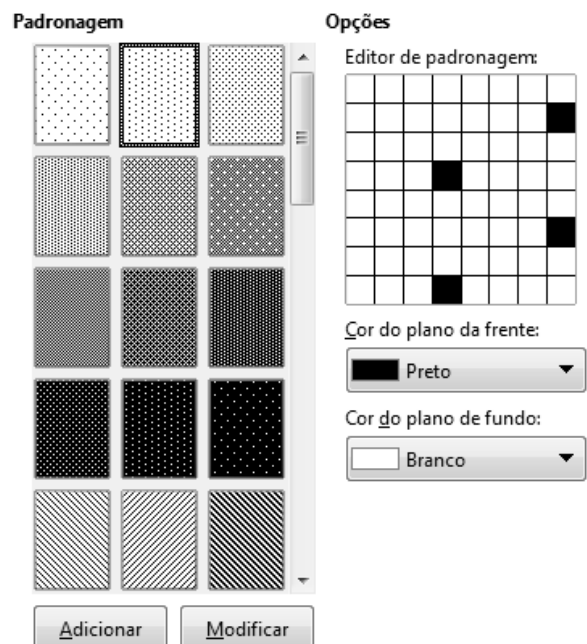 Padronagem
Adicionar
Modificar
Opções
Editor de padronagem:
Cor do plano da frente:
Preto
Cor do plano de fundo:
Branco